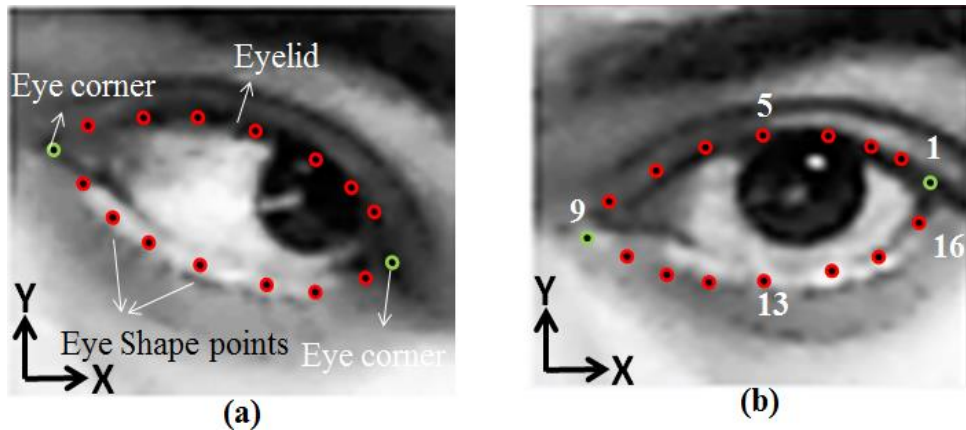 Eyelid
Eye corner
Y
X
Eye Shape points
Eye corner
(a)
5
1
9
16
13
Y
X
(b)